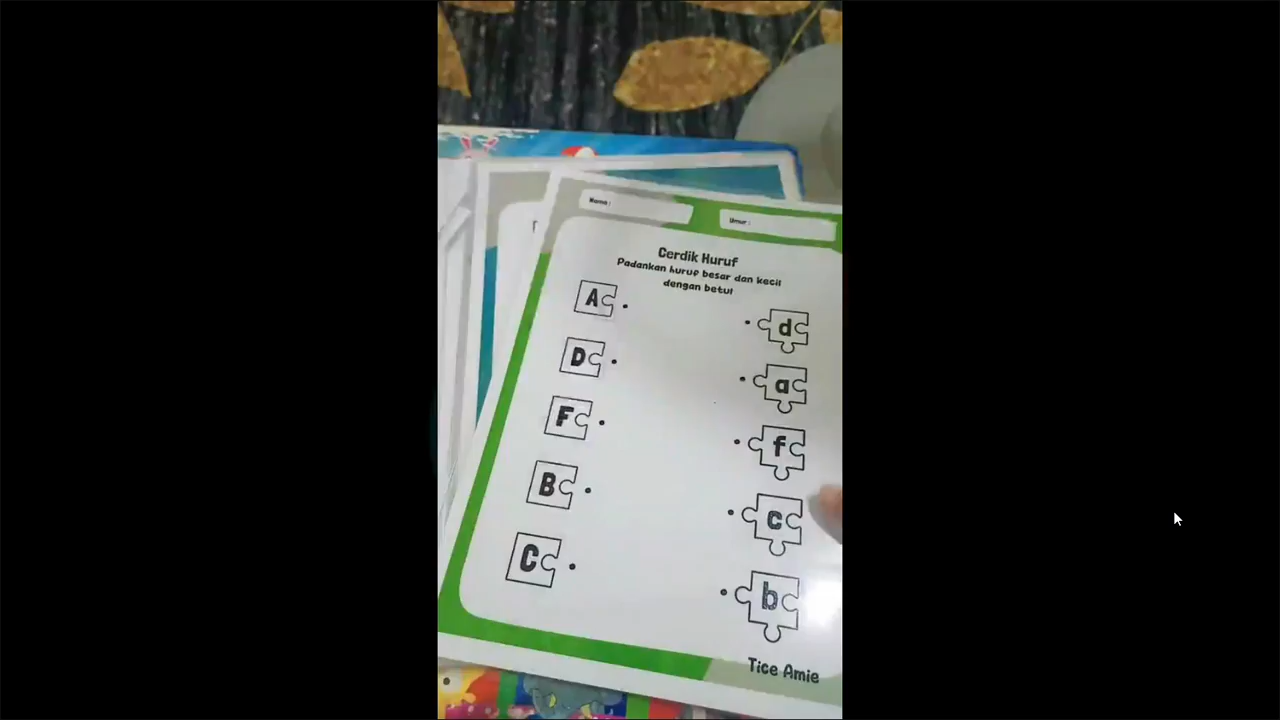 Nama :
Umur :
Cerdik Huruf
Padankan huruf besar dan kecil
dengan betul
A
d
D
a
F
f
B
c
C
b
Tice Amie